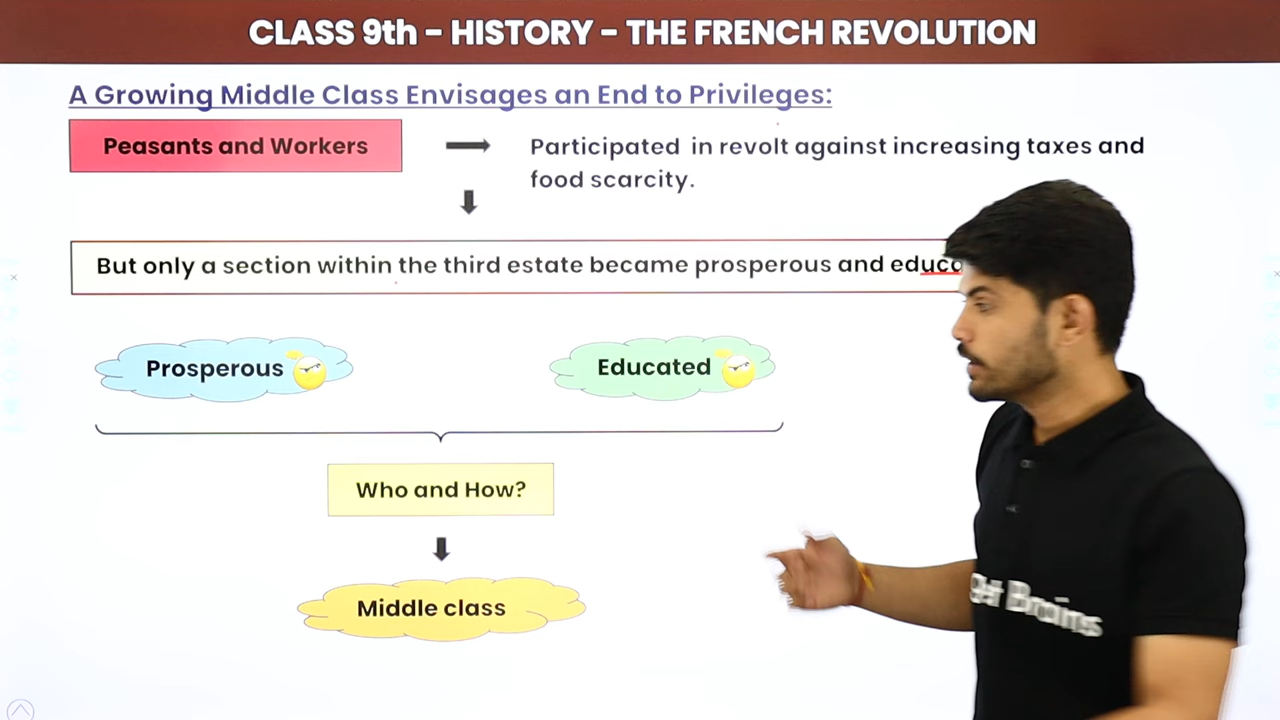 CLASS 9th - HISTORY - THE FRENCH REVOLUTION
A Growing Middle Class Envisages an End to Privileges:
Peasants and Workers
Participated in revolt against increasing taxes and
food scarcity.
But only a section within the third estate became prosperous and educa
Prosperous
Educated
Who and How?
Middle class
Brains